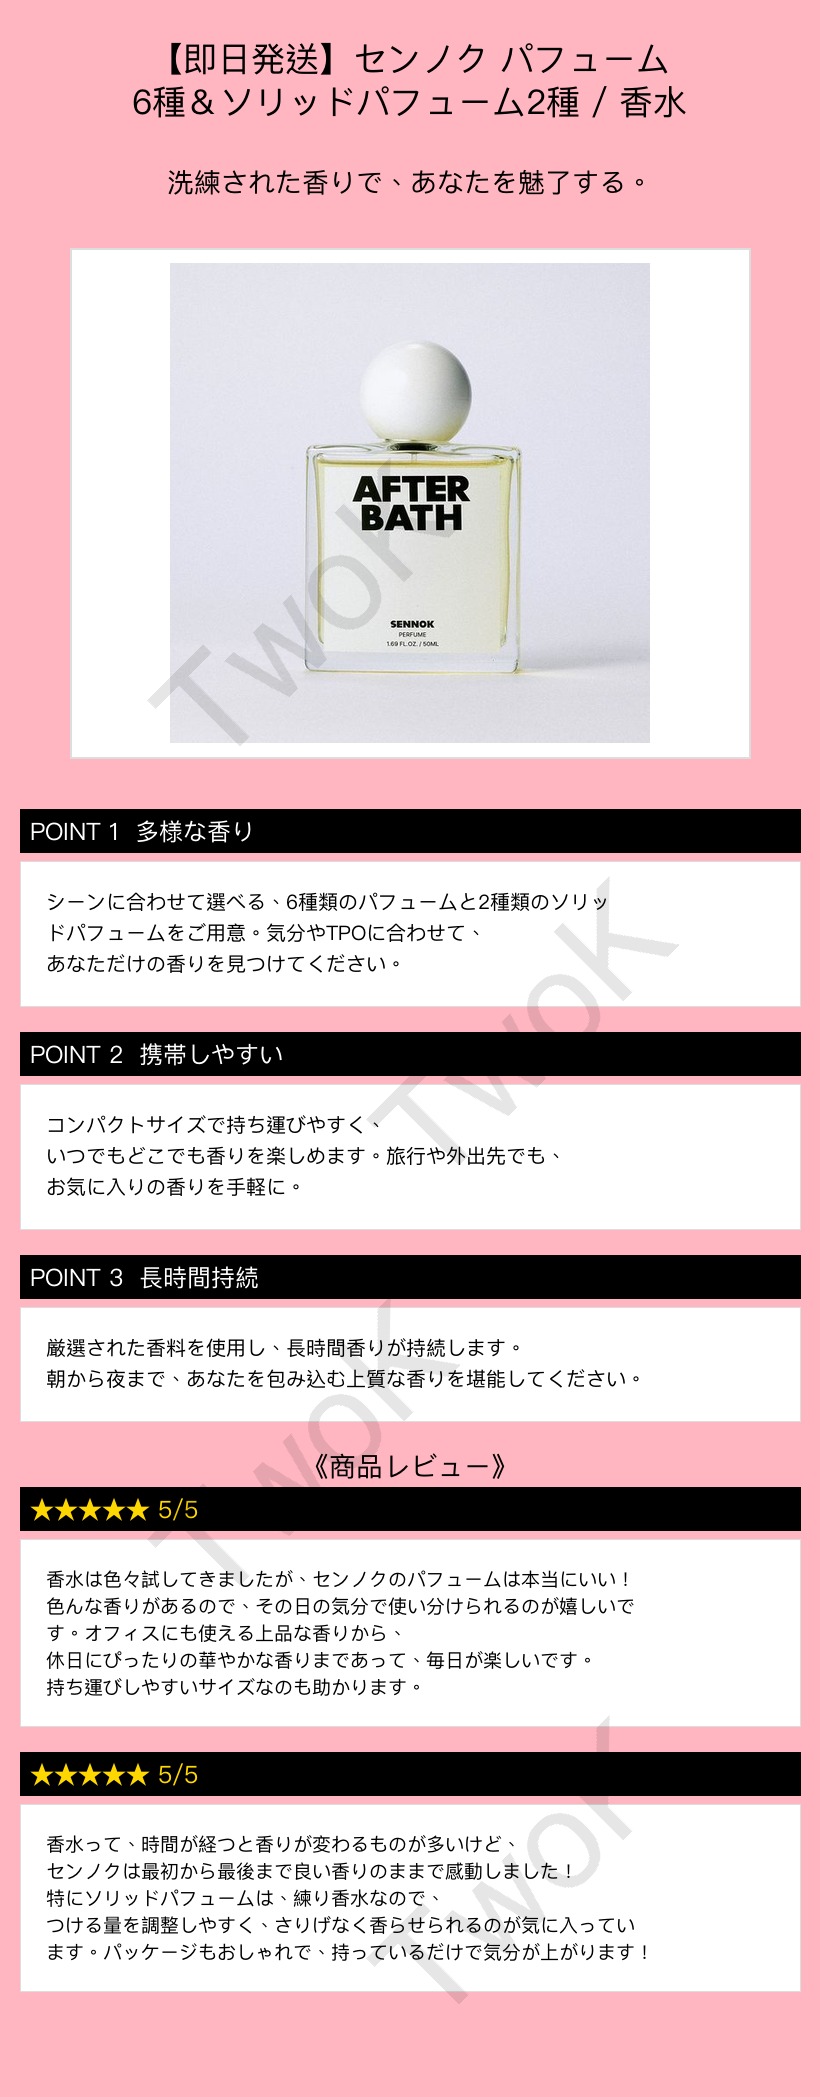 【即日発送】センノク パフューム
6種＆ソリッドパフューム2種 / 香水
洗練された香りで、あなたを魅了する。
AFTER
BATH
SENNOK
PERFUME
1.69 FL.OZ. / 50ML
TwoK
POINT 1 多様な香り
シーンに合わせて選べる、6種類のパフュームと2種類のソリッ
ドパフュームをご用意。気分やTPOに合わせて、
あなただけの香りを見つけてください。
TwoK
POINT 2 携帯しやすい
コンパクトサイズで持ち運びやすく、
いつでもどこでも香りを楽しめます。旅行や外出先でも、
お気に入りの香りを手軽に。
POINT 3 長時間持続
厳選された香料を使用し、長時間香りが持続します。
朝から夜まで、あなたを包み込む上質な香りを堪能してください。
TwoK
《商品レビュー》
★★★★★ 5/5
香水は色々試してきましたが、センノクのパフュームは本当にいい！
色んな香りがあるので、その日の気分で使い分けられるのが嬉しいで
す。オフィスにも使える上品な香りから、
休日にぴったりの華やかな香りまであって、毎日が楽しいです。
持ち運びしやすいサイズなのも助かります。
★★★★★ 5/5
香水って、時間が経つと香りが変わるものが多いけど、
センノクは最初から最後まで良い香りのままで感動しました！
特にソリッドパフュームは、練り香水なので、
つける量を調整しやすく、さりげなく香らせられるのが気に入ってい
ます。パッケージもおしゃれで、持っているだけで気分が上がります！
TwoK